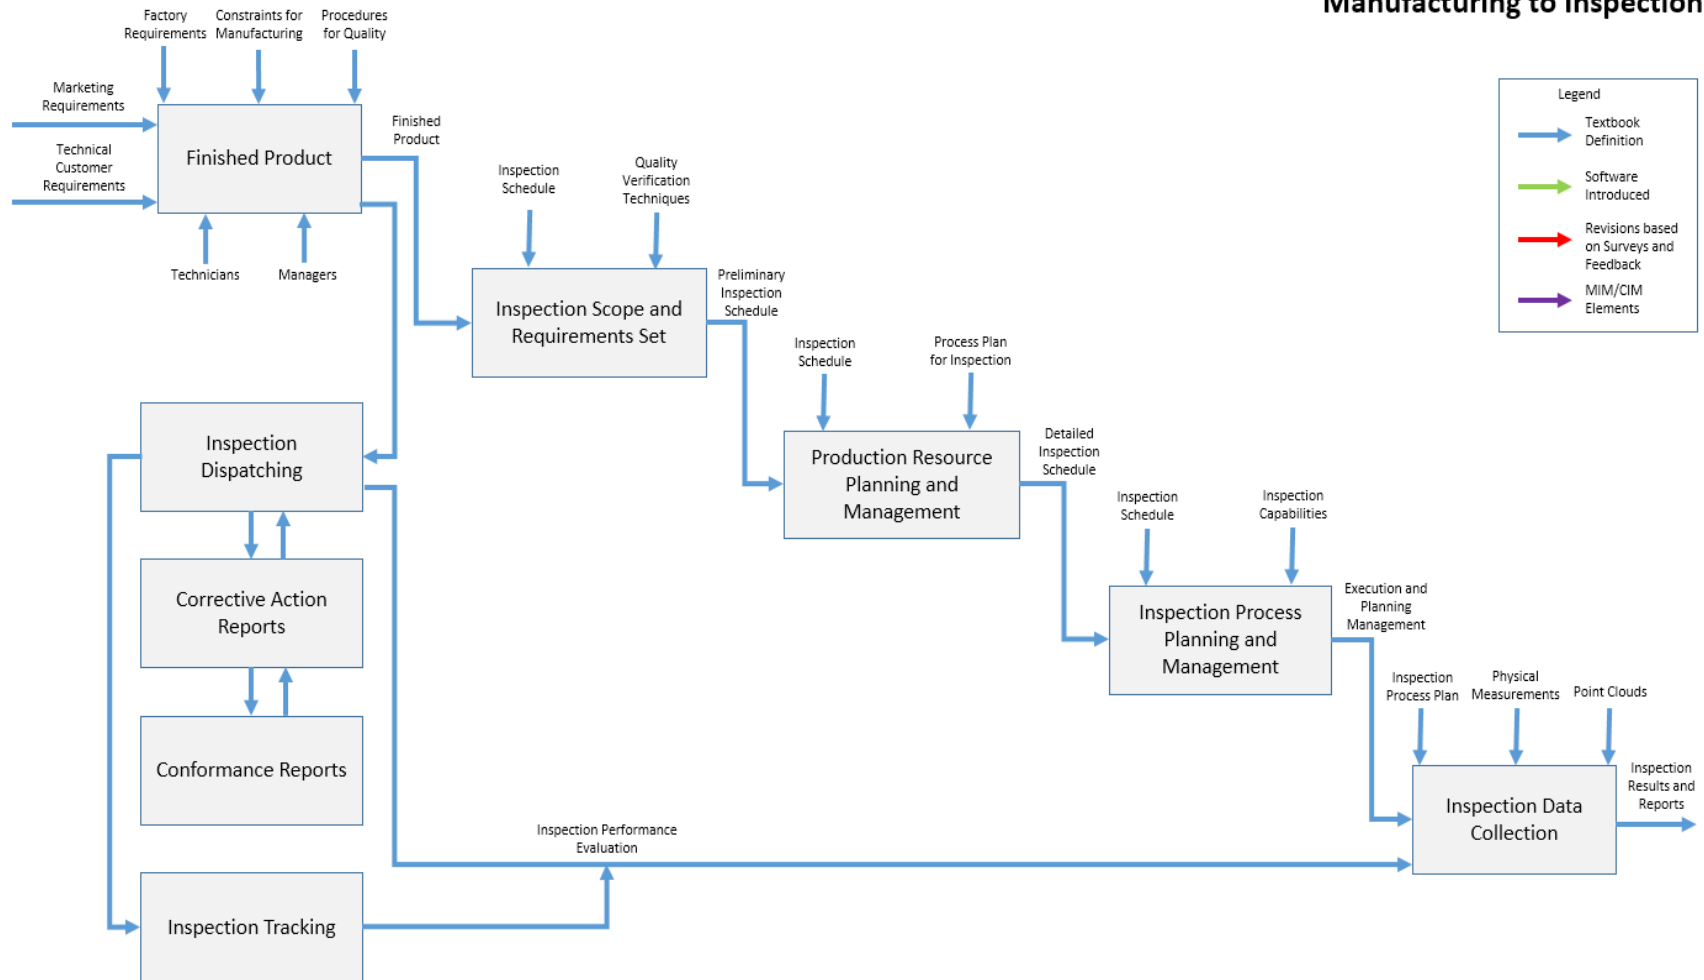 Manufacturing to Inspection
Factory
Requirements
Constraints for
Manufacturing
Procedures
for Quality
Marketing
Requirements
Technical
Customer
Requirements
Finished Product
Finished
Product
Technicians
Managers
Inspection
Schedule
Quality
Verification
Techniques
Inspection Scope and
Requirements Set
Preliminary
Inspection
Schedule
Inspection
Schedule
Process Plan
for Inspection
Production Resource
Planning and
Management
Detailed
Inspection
Schedule
Inspection
Schedule
Inspection
Capabilities
Inspection Process
Planning and
Management
Execution and
Planning
Management
Inspection
Process Plan
Physical
Measurements
Point Clouds
Inspection Data
Collection
Inspection
Results and
Reports
Inspection
Dispatching
Corrective Action
Reports
Conformance Reports
Inspection Tracking
Inspection Performance
Evaluation
Legend
Textbook
Definition
Software
Introduced
Revisions based
on Surveys and
Feedback
MIM/CIM
Elements